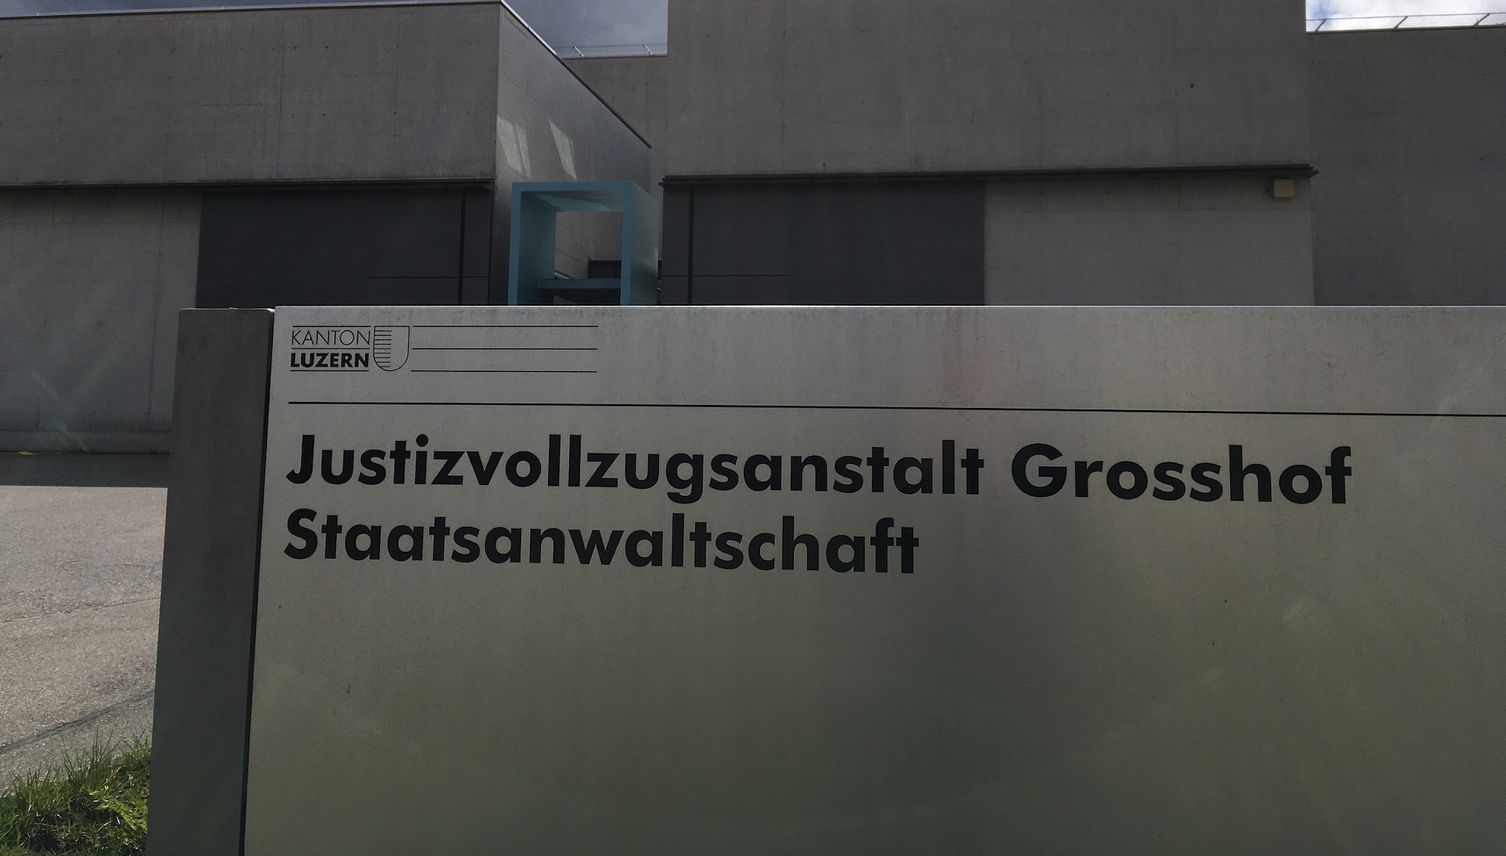 KANTON
LUZERN
Justizvollzugsanstalt Grosshof
Staatsanwaltschaft